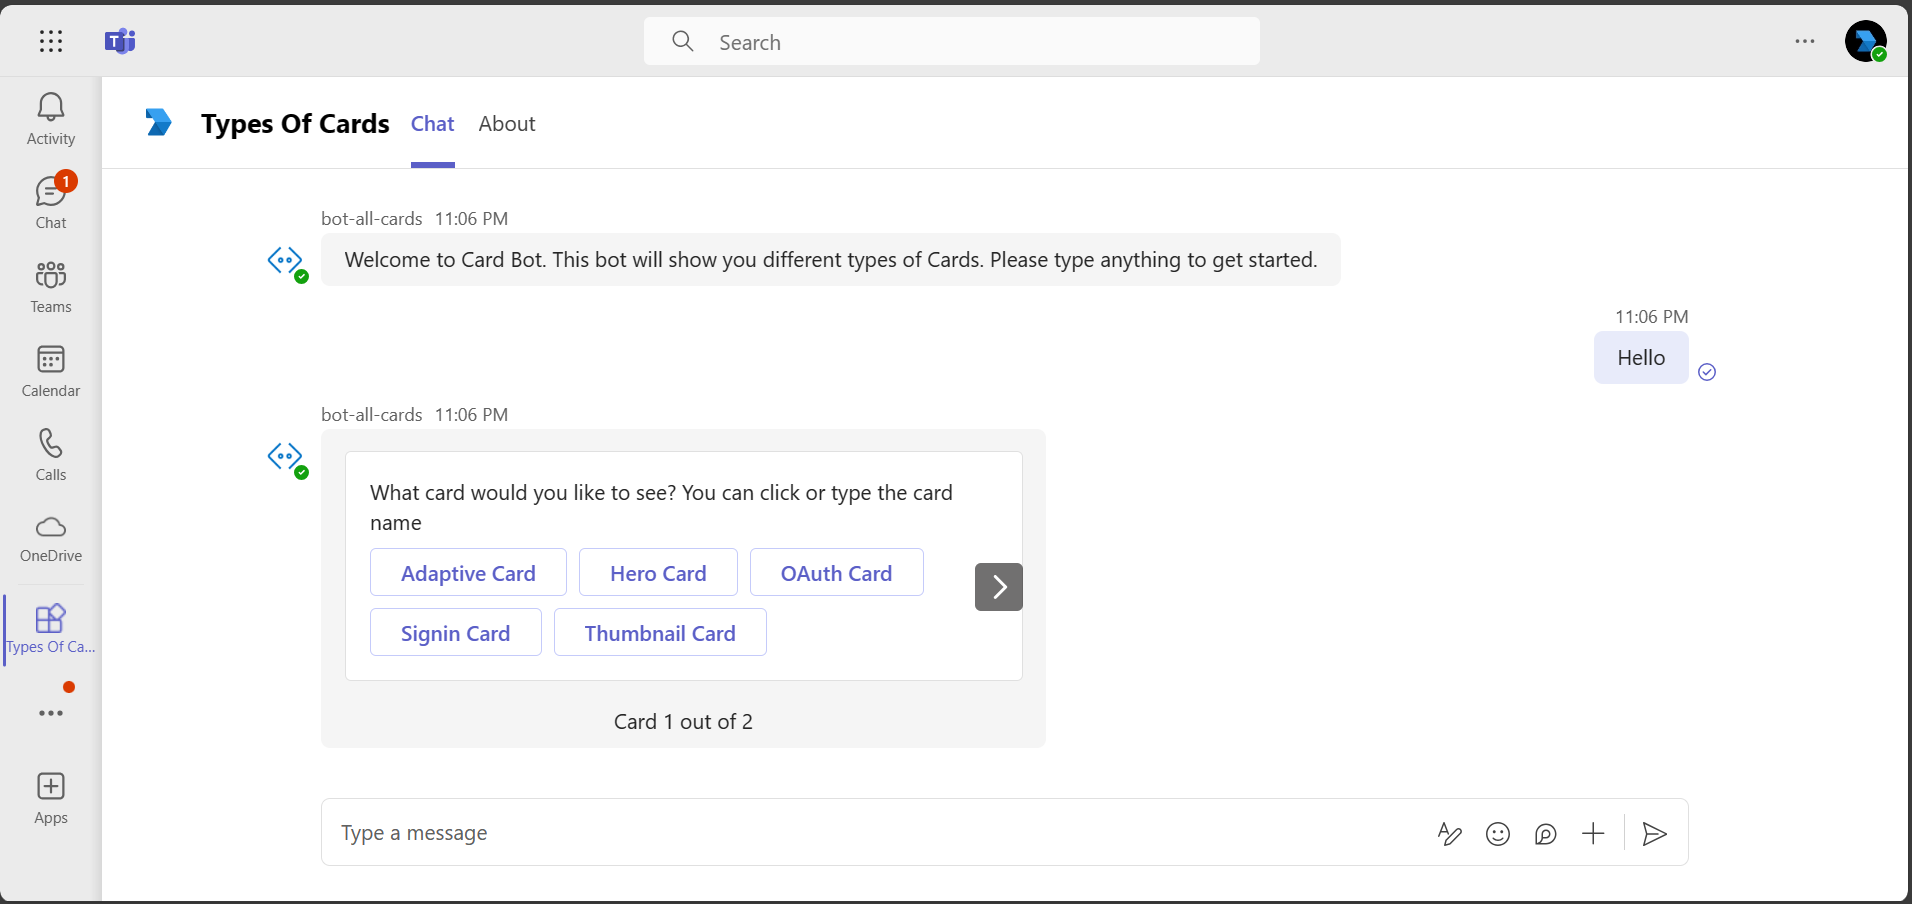 Search
Activity
1
Chat
Teams
Calendar
Calls
OneDrive
Types Of Ca...
Apps
Types Of Cards
Chat
About
bot-all-cards 11:06 PM
Welcome to Card Bot. This bot will show you different types of Cards. Please type anything to get started.
11:06 PM
Hello
bot-all-cards 11:06 PM
What card would you like to see? You can click or type the card
name
Adaptive Card
Hero Card
OAuth Card
Signin Card
Thumbnail Card
Card 1 out of 2
Type a message